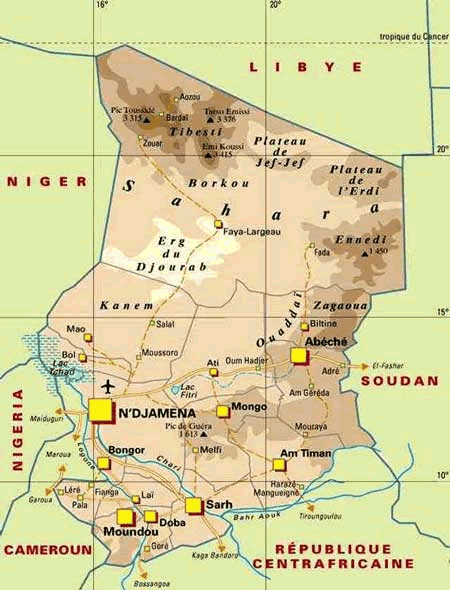 16°
20°
tropique du Cancer
LIBYE
Aozou
Pic Toussidé
3 315
Bardaï
Tarso Emissi
3 376
Tibesti
Zouar
Emi Koussi
3 415
Plateau
de
Jef-Jef
20°
20°
NIGER
Plateau
de
l'Erdi
Borkou
Sahara
Faya-Largeau
Erg
du
Djourab
Ennedi
1 450
Fada
Kanem
Zagaoua
15°
15°
Salal
Ouaddaï
Biltine
Mao
Abéché
Bol
Moussoro
Ati
Oum Hadjer
Adré
El-Fasher
Lac
Tchad
Lac
Fitri
SOUDAN
Am Géréda
N'DJAMENA
Mongo
NIGERIA
Maiduguri
Pic de Guéra
1 613
Mouraya
Maroua
Bongor
Chari
Melfi
Am Timan
Logone
10°
10°
Garoua
Léré
Fianga
Pala
Laï
Sarh
Haraze
Mangueigne
Moundou
Doba
Bahr Aouk
Tiroungoulou
CAMEROUN
Goré
Kaga Bandoro
RÉPUBLIQUE
CENTRAFRICAINE
Bossangoa
16°
20°